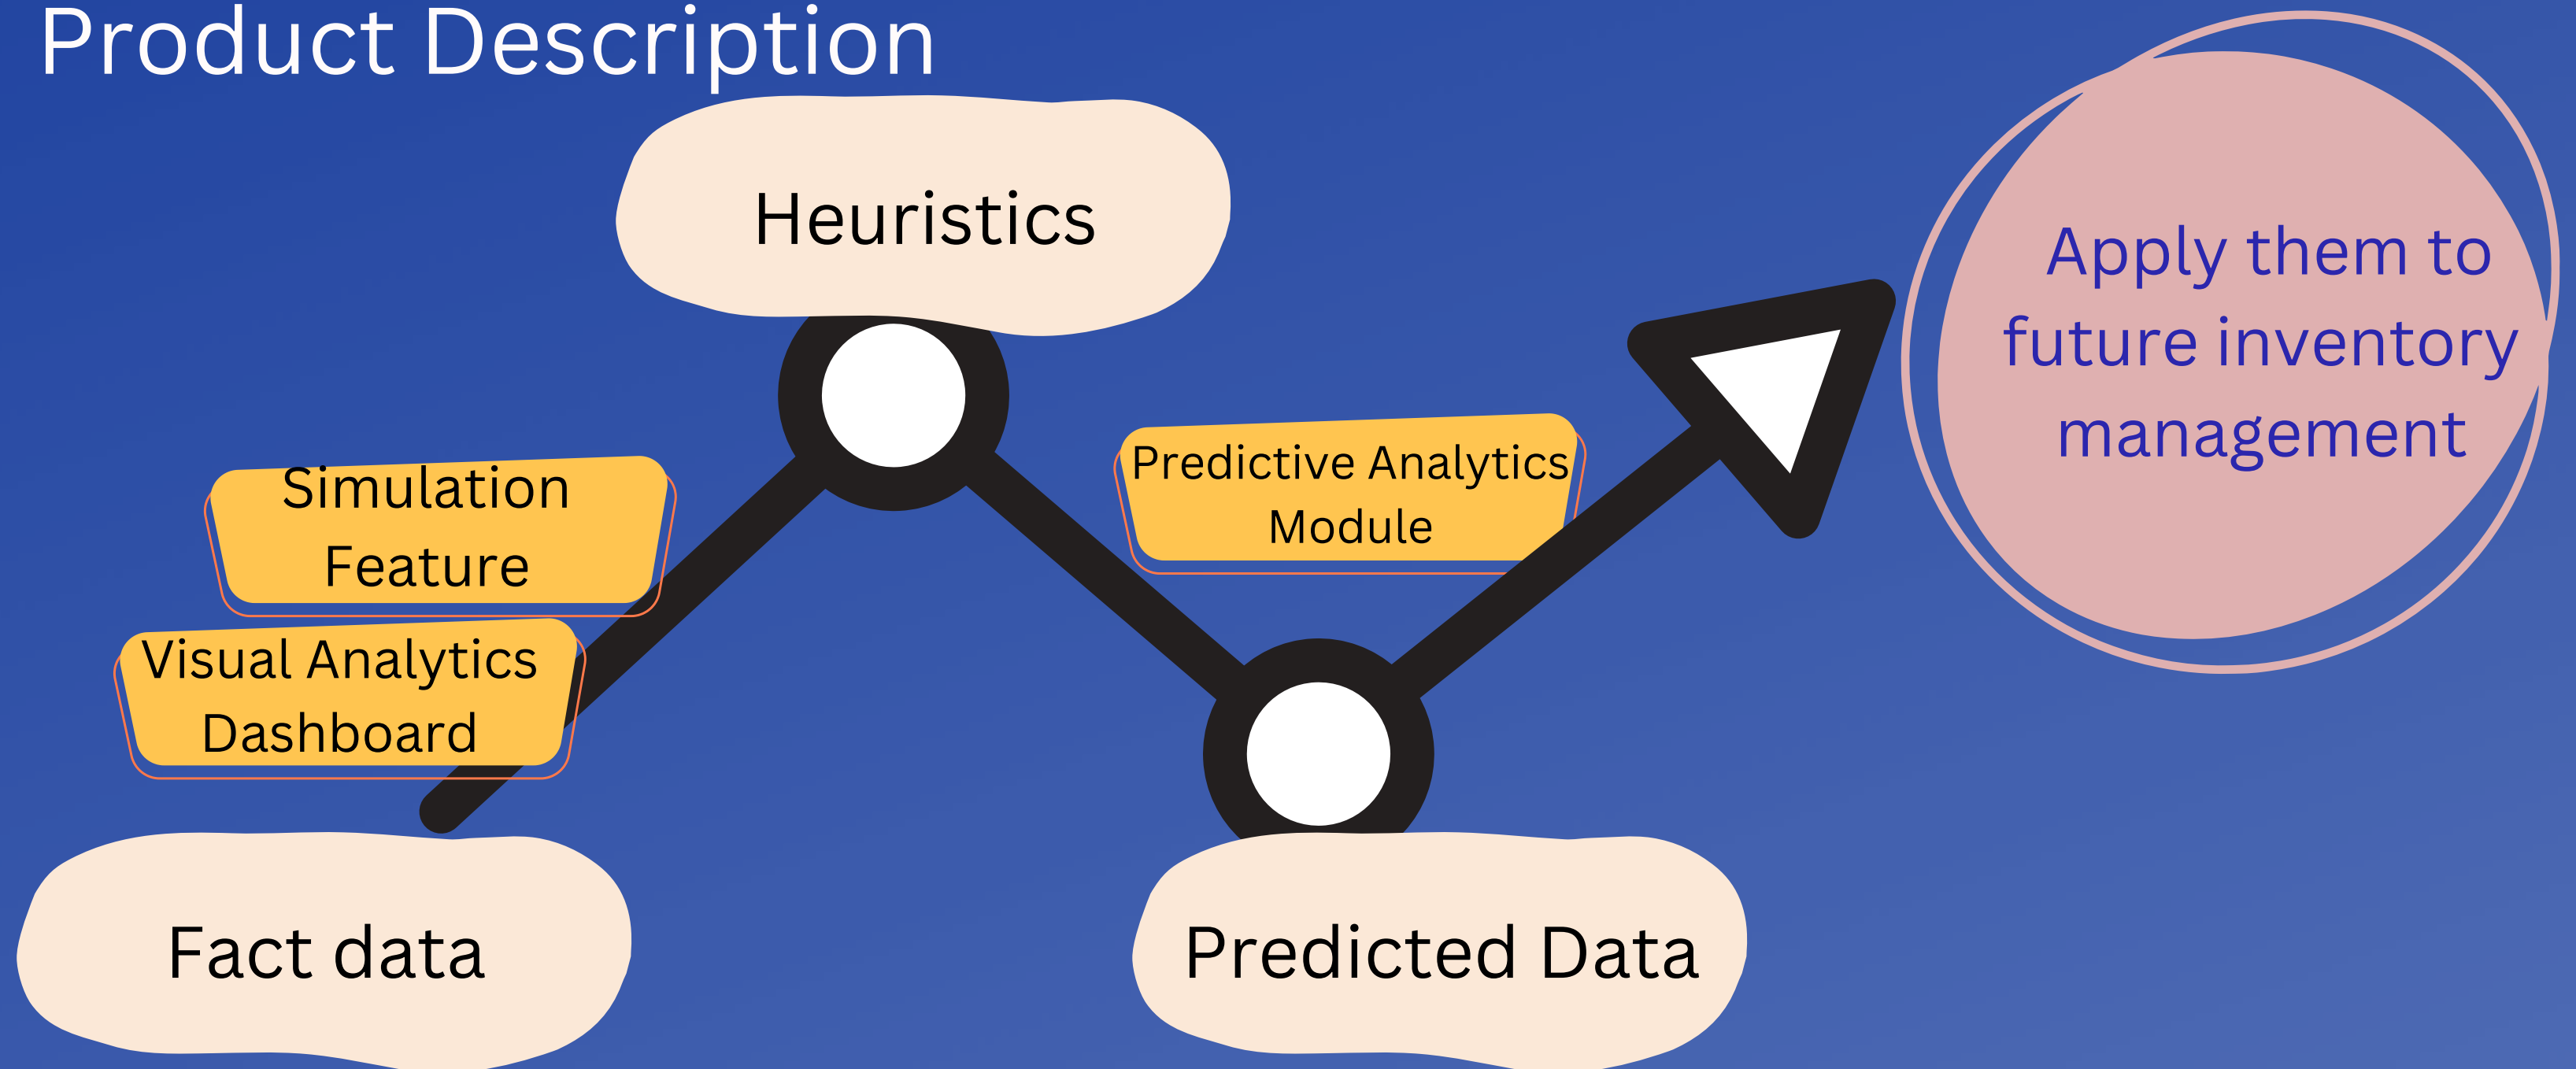 Product Description
Heuristics
Simulation
Feature
Visual Analytics
Dashboard
Fact data
Predictive Analytics
Module
Predicted Data
Apply them to
future inventory
management